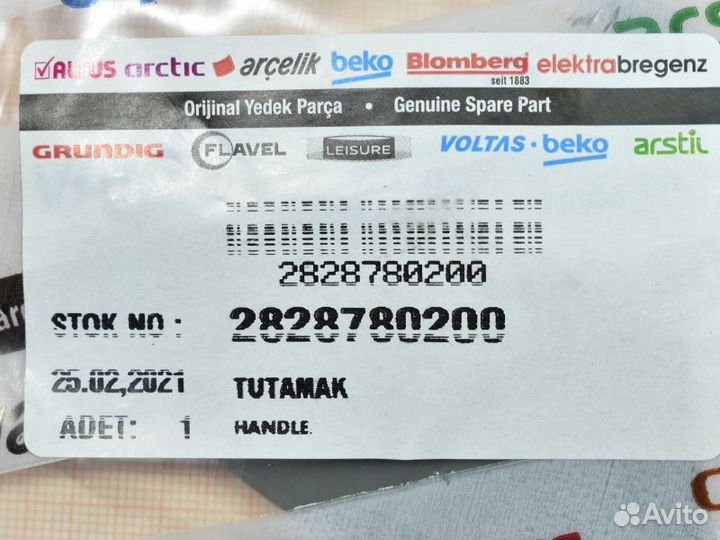 ALTUS arctic arçelik beko Blomberg elektrabregenz
seit 1883
Orijinal Yedek Parça • Genuine Spare Part
GRUNDIG FLAVEL LEISURE VOLTAS • beko arstil
2828780200
STOK NO : 2828780200
25.02,2021 TUTAMAK
ADET: 1 HANDLE.
Avito